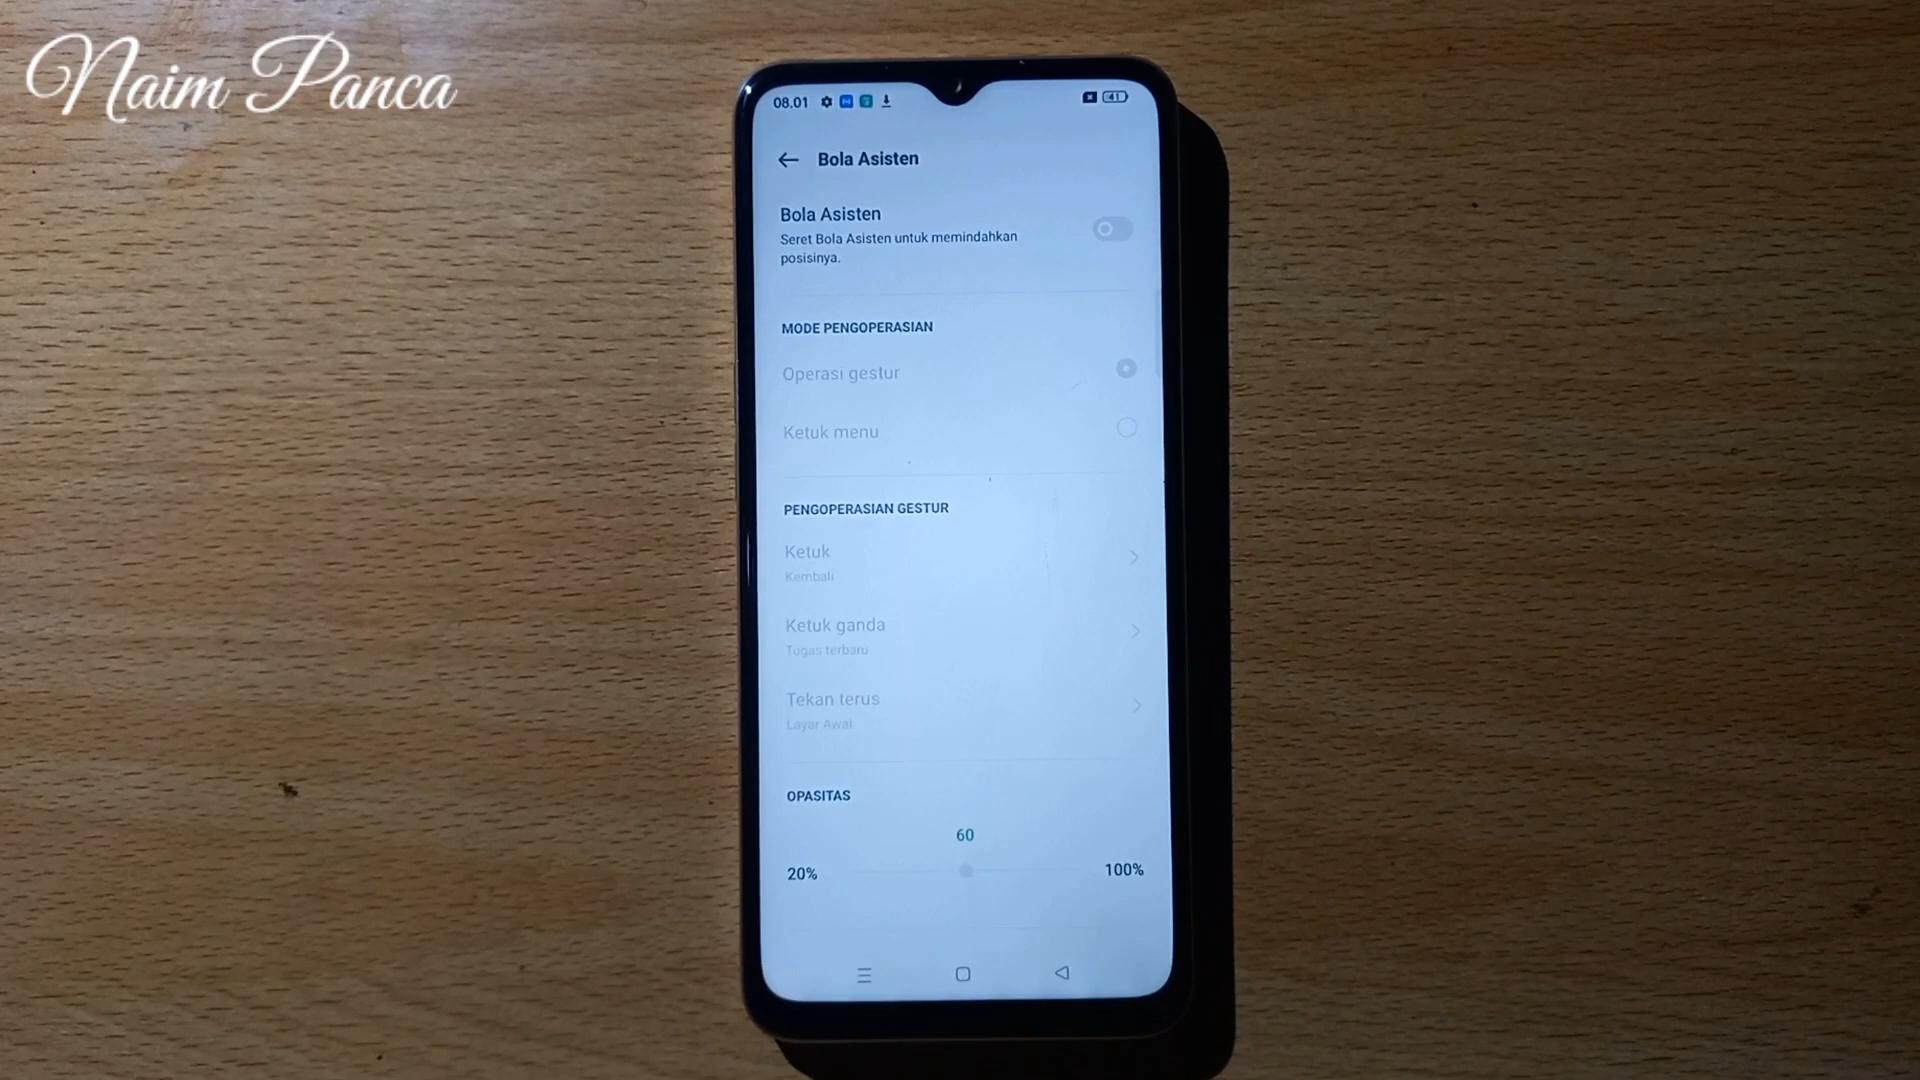 Naim Panca
08.01
41
Bola Asisten
Bola Asisten
Seret Bola Asisten untuk memindahkan
posisinya.
MODE PENGOPERASIAN
Operasi gestur
Ketuk menu
PENGOPERASIAN GESTUR
Ketuk
Kembali
Ketuk ganda
Tugas terbaru
Tekan terus
Layar Awal
OPASITAS
60
20% 100%